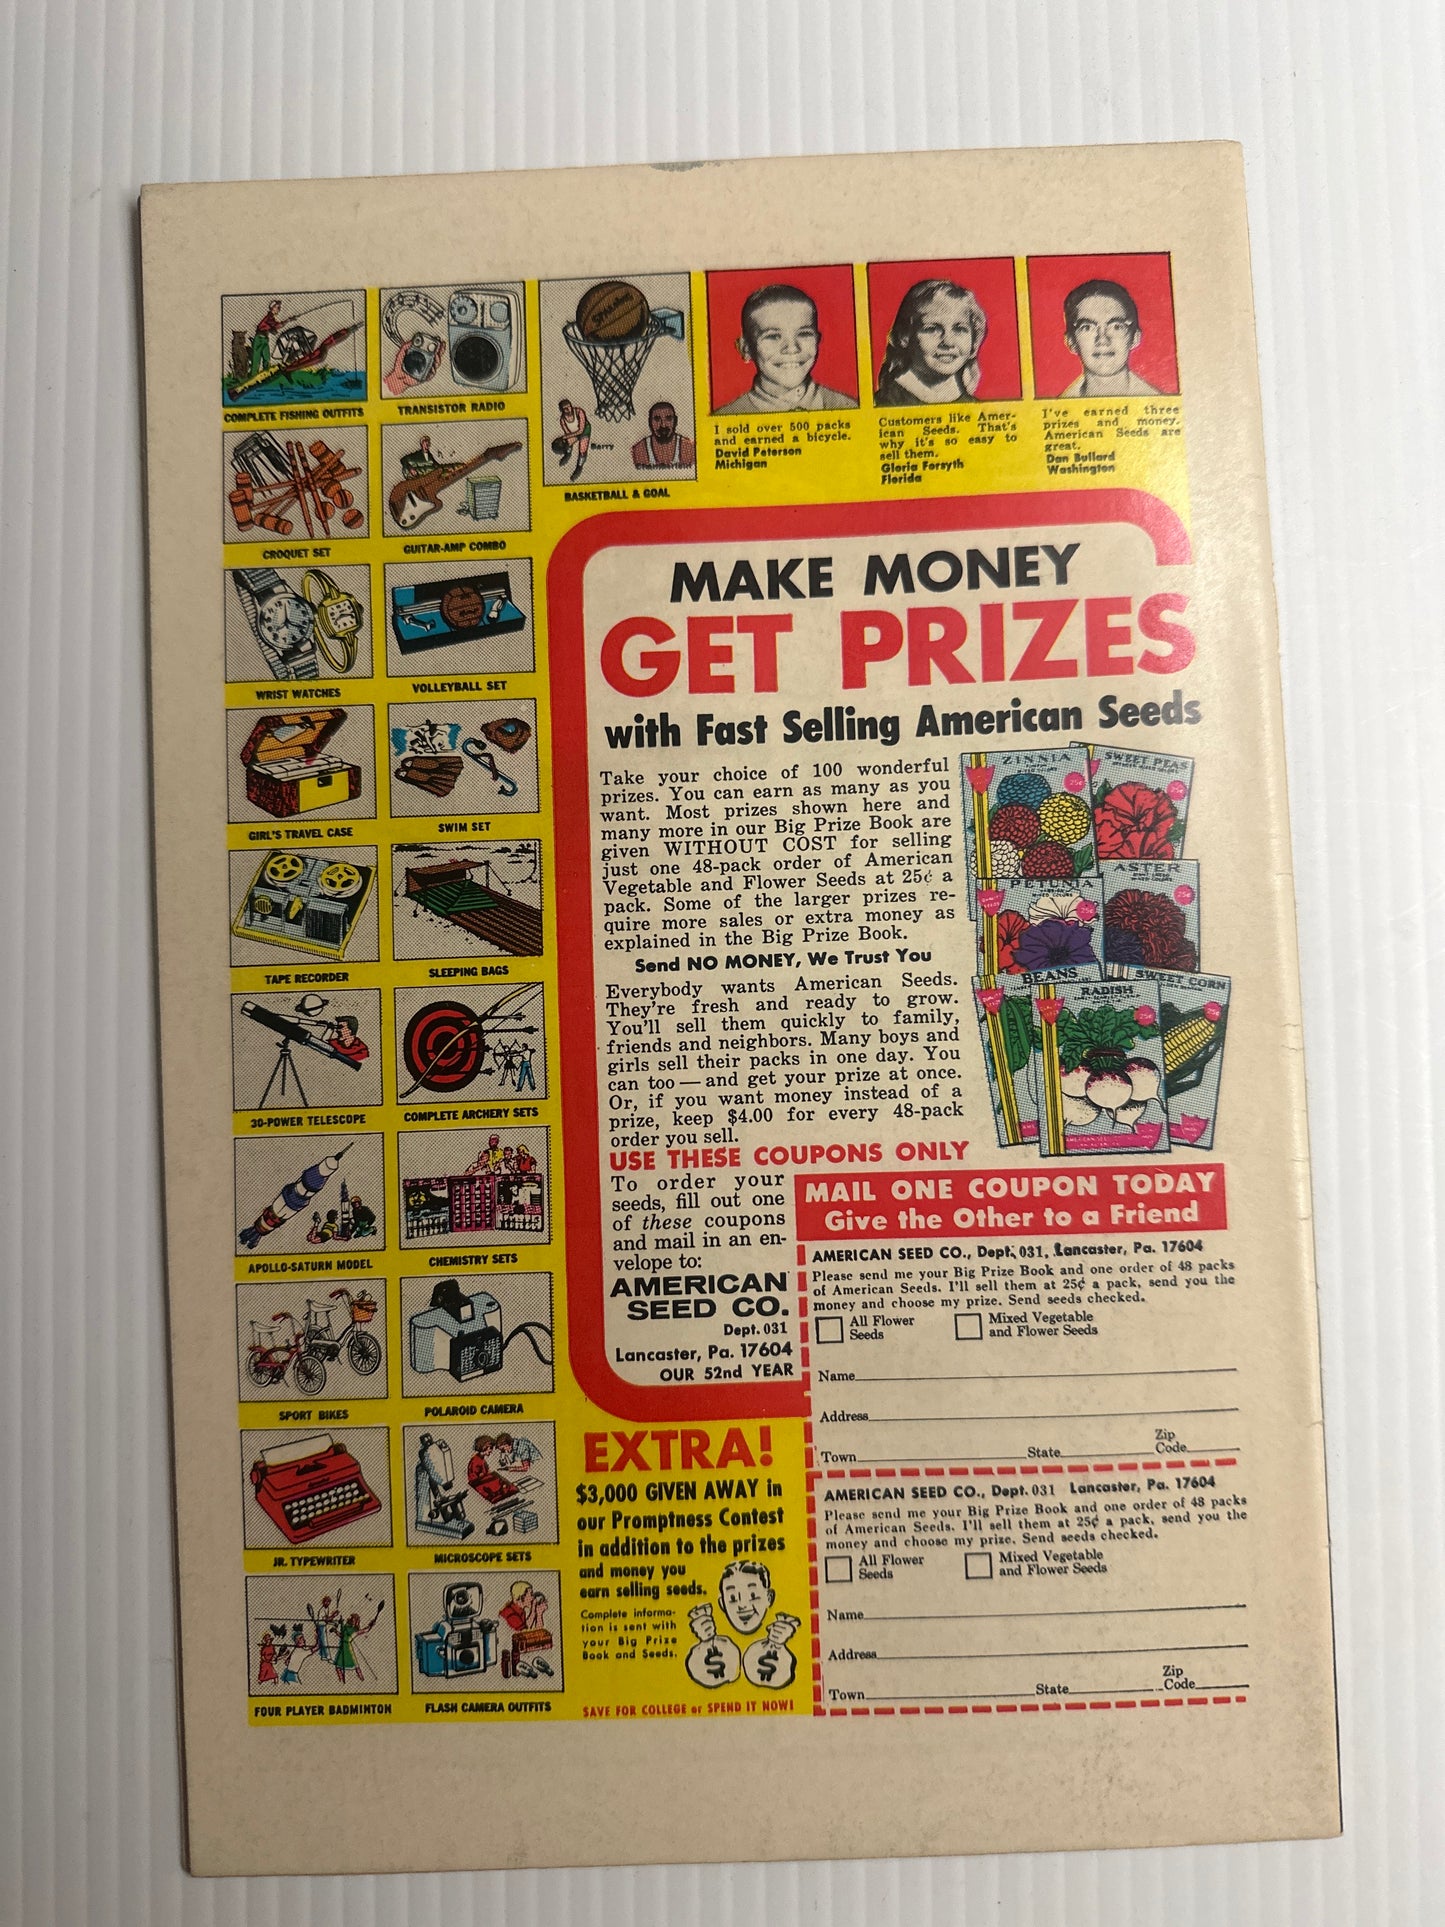 COMPLETE FISHING OUTFITS
TRANSISTOR RADIO
Spalding
Barry
Chamberlain
BASKETBALL & GOAL
CROQUET SET
GUITAR-AMP COMBO
WRIST WATCHES
VOLLEYBALL SET
GIRL'S TRAVEL CASE
SWIM SET
TAPE RECORDER
SLEEPING BAGS
30-POWER TELESCOPE
COMPLETE ARCHERY SETS
APOLLO-SATURN MODEL
CHEMISTRY SETS
SPORT BIKES
POLAROID CAMERA
JR. TYPEWRITER
MICROSCOPE SETS
FOUR PLAYER BADMINTON
FLASH CAMERA OUTFITS
I sold over 500 packs
and earned a bicycle.
David Peterson
Michigan
Customers like Amer-
ican Seeds. That's
why it's so easy to
sell them.
Gloria Forsyth
Florida
I've earned three
prizes and money.
American Seeds are
great.
Dan Bullard
Washington
MAKE MONEY
GET PRIZES
with Fast Selling American Seeds
Take your choice of 100 wonderful
prizes. You can earn as many as you
want. Most prizes shown here and
many more in our Big Prize Book are
given WITHOUT COST for selling
just one 48-pack order of American
Vegetable and Flower Seeds at 25¢ a
pack. Some of the larger prizes re-
quire more sales or extra money as
explained in the Big Prize Book.
Send NO MONEY, We Trust You
Everybody wants American Seeds.
They're fresh and ready to grow.
You'll sell them quickly to family,
friends and neighbors. Many boys and
girls sell their packs in one day. You
can too — and get your prize at once.
Or, if you want money instead of a
prize, keep $4.00 for every 48-pack
order you sell.
ZINNIA
25¢
SWEET PEAS
25¢
PETUNIA
25¢
ASTER
25¢
BEANS
RADISH
25¢
SWEET CORN
25¢
USE THESE COUPONS ONLY
To order your
seeds, fill out one
of these coupons
and mail in an en-
velope to:
AMERICAN
SEED CO.
Dept. 031
Lancaster, Pa. 17604
OUR 52nd YEAR
MAIL ONE COUPON TODAY
Give the Other to a Friend
AMERICAN SEED CO., Dept. 031, Lancaster, Pa. 17604
Please send me your Big Prize Book and one order of 48 packs
of American Seeds. I'll sell them at 25¢ a pack, send you the
money and choose my prize. Send seeds checked.
All Flower
Seeds
Mixed Vegetable
and Flower Seeds
Name
Address
Town State Zip Code
AMERICAN SEED CO., Dept. 031 Lancaster, Pa. 17604
Please send me your Big Prize Book and one order of 48 packs
of American Seeds. I'll sell them at 25¢ a pack, send you the
money and choose my prize. Send seeds checked.
All Flower
Seeds
Mixed Vegetable
and Flower Seeds
Name
Address
Town State Zip Code
EXTRA!
$3,000 GIVEN AWAY in
our Promptness Contest
in addition to the prizes
and money you
earn selling seeds.
Complete informa-
tion is sent with
your Big Prize
Book and Seeds.
$ $
SAVE FOR COLLEGE or SPEND IT NOW!